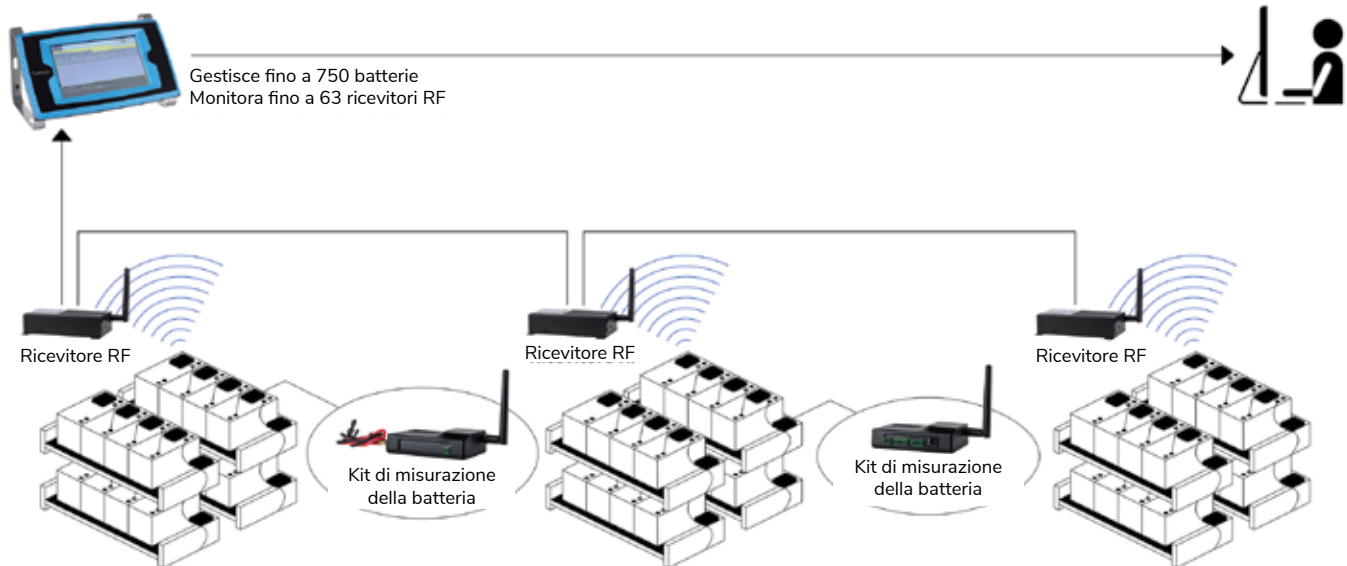 Gestisce fino a 750 batterie
Monitora fino a 63 ricevitori RF
Ricevitore RF
Ricevitore RF
Ricevitore RF
Kit di misurazione
della batteria
Kit di misurazione
della batteria